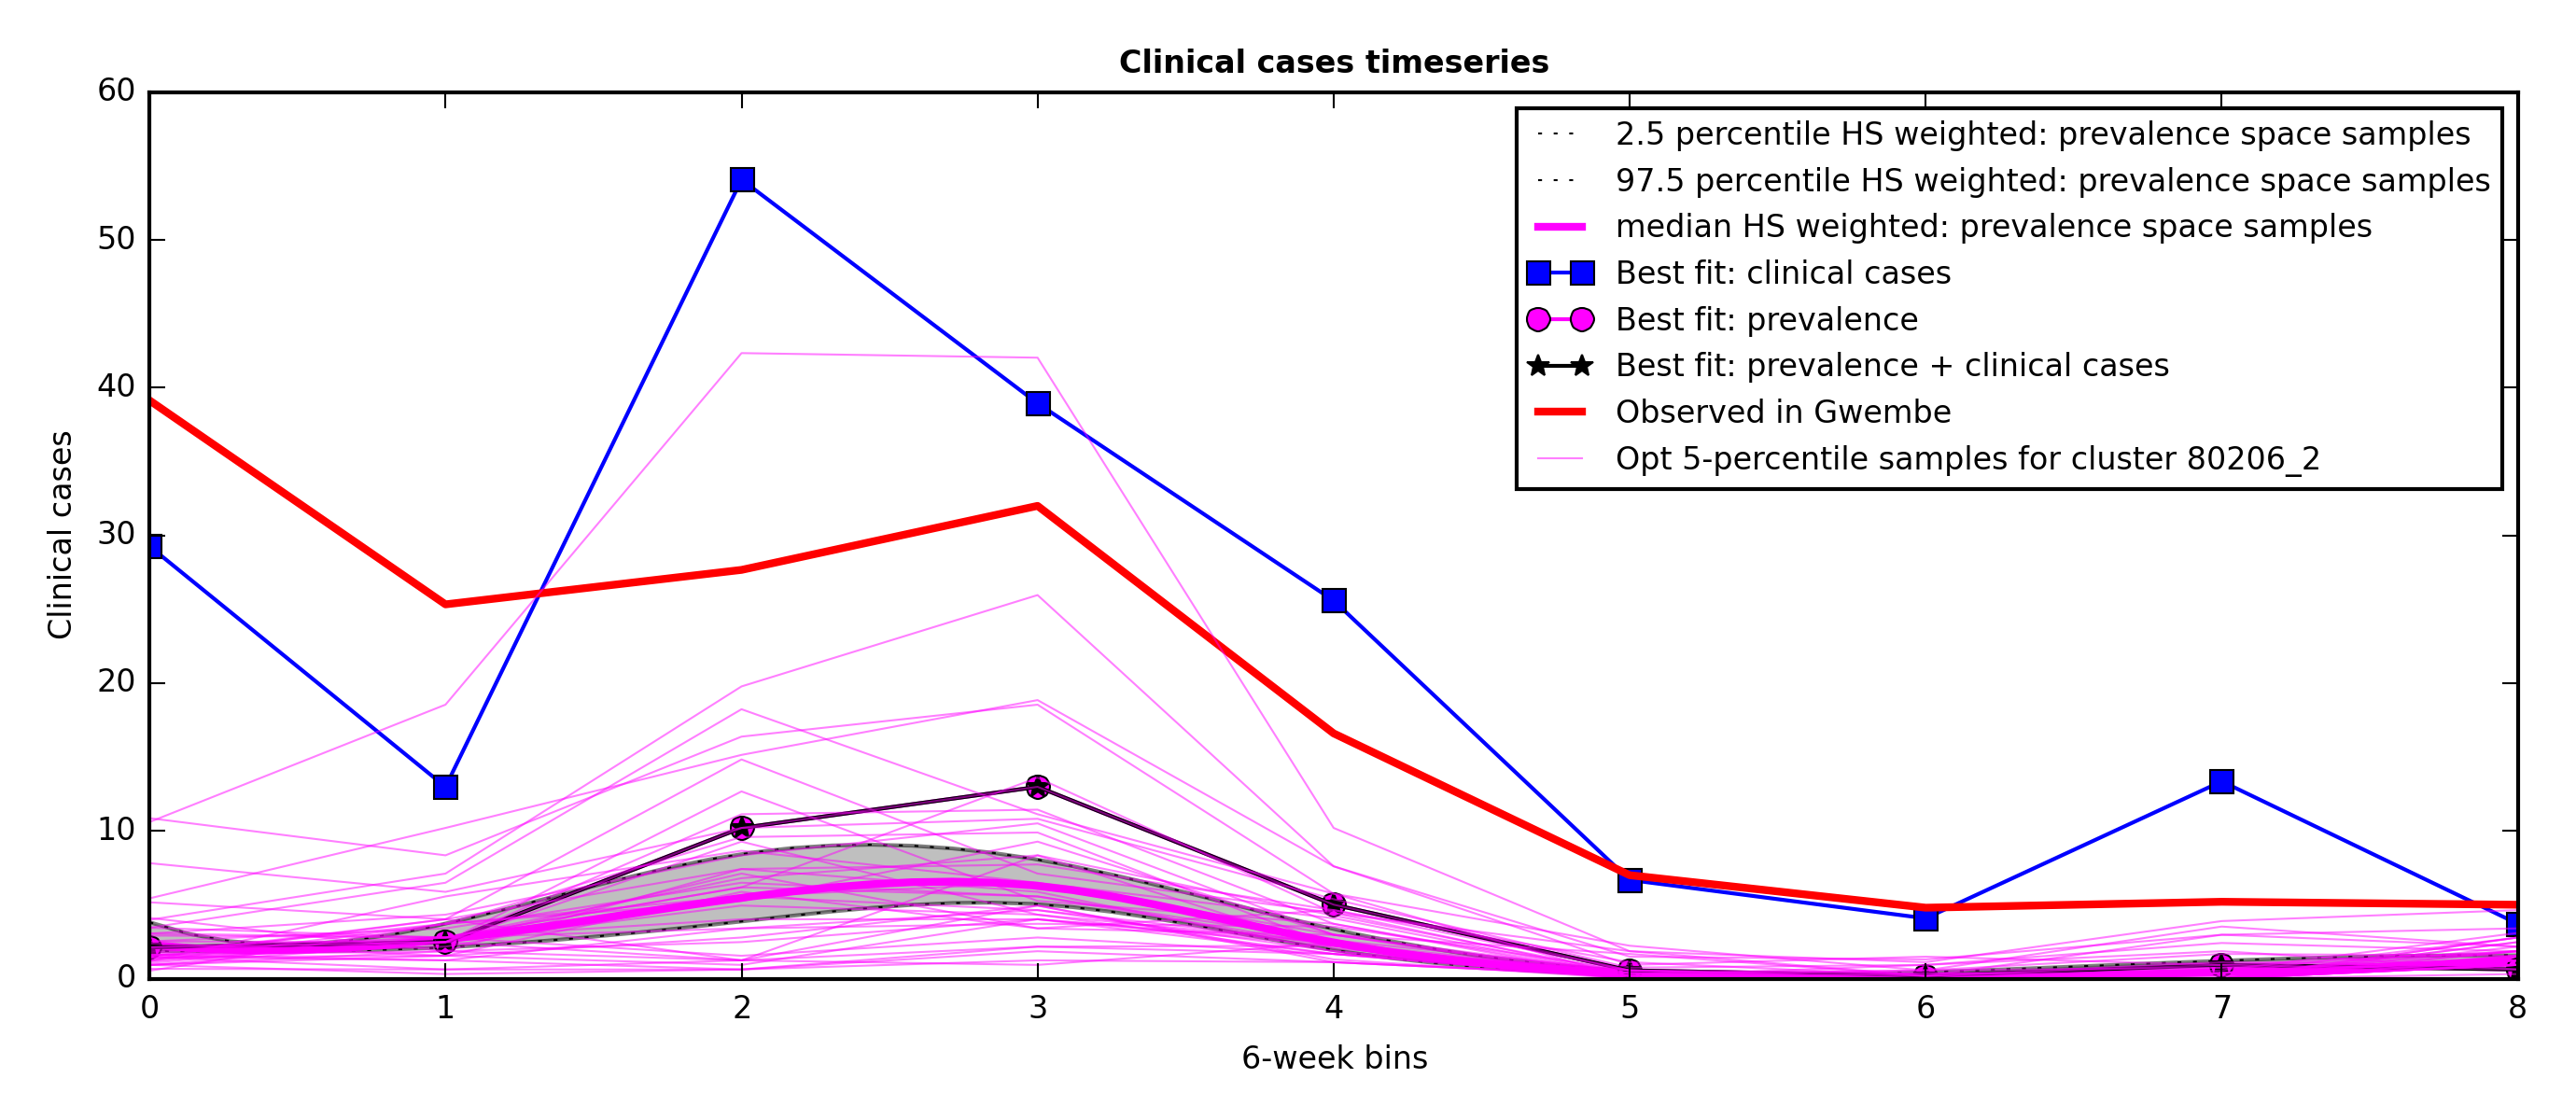 Clinical cases timeseries
60
50
40
30
20
10
0
Clinical cases
2.5 percentile HS weighted: prevalence space samples
97.5 percentile HS weighted: prevalence space samples
median HS weighted: prevalence space samples
Best fit: clinical cases
Best fit: prevalence
Best fit: prevalence + clinical cases
Observed in Gwembe
Opt 5-percentile samples for cluster 80206_2
0 1 2 3 4 5 6 7 8
6-week bins